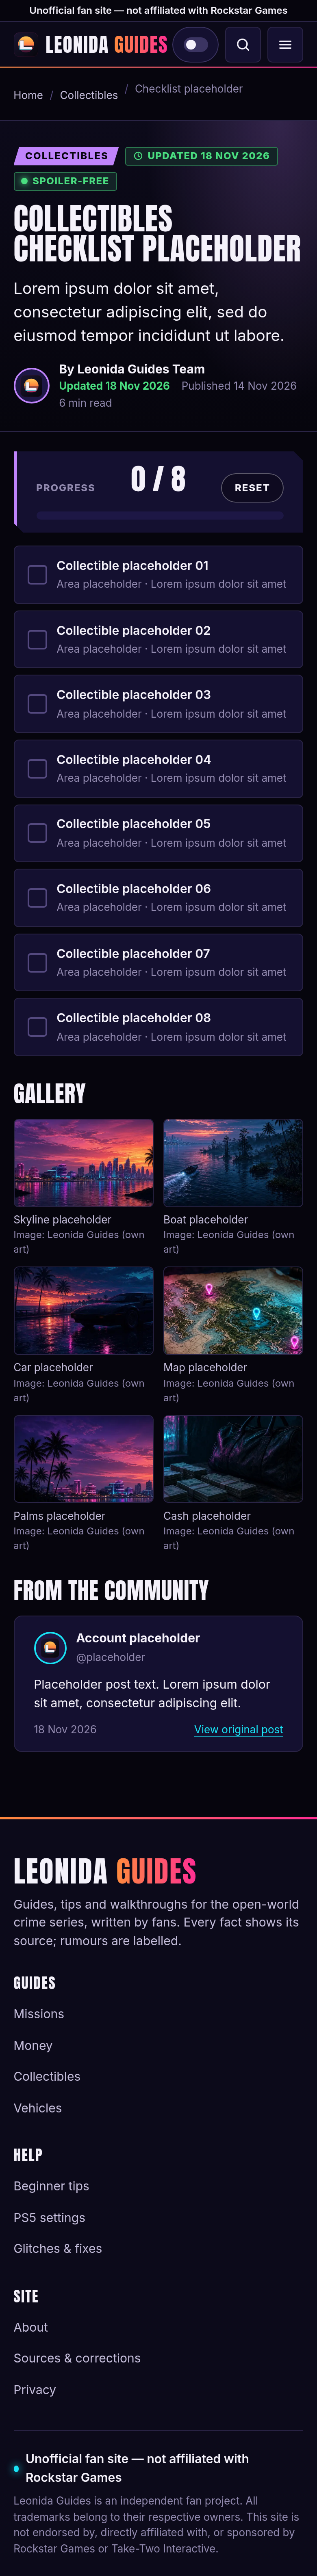 Unofficial fan site — not affiliated with Rockstar Games
LEONIDA GUIDES
Home / Collectibles / Checklist placeholder
COLLECTIBLES
UPDATED 18 NOV 2026
SPOILER-FREE
COLLECTIBLES
CHECKLIST PLACEHOLDER
Lorem ipsum dolor sit amet,
consectetur adipiscing elit, sed do
eiusmod tempor incididunt ut labore.
By Leonida Guides Team
Updated 18 Nov 2026 Published 14 Nov 2026
6 min read
PROGRESS
0 / 8
RESET
Collectible placeholder 01
Area placeholder · Lorem ipsum dolor sit amet
Collectible placeholder 02
Area placeholder · Lorem ipsum dolor sit amet
Collectible placeholder 03
Area placeholder · Lorem ipsum dolor sit amet
Collectible placeholder 04
Area placeholder · Lorem ipsum dolor sit amet
Collectible placeholder 05
Area placeholder · Lorem ipsum dolor sit amet
Collectible placeholder 06
Area placeholder · Lorem ipsum dolor sit amet
Collectible placeholder 07
Area placeholder · Lorem ipsum dolor sit amet
Collectible placeholder 08
Area placeholder · Lorem ipsum dolor sit amet
GALLERY
Skyline placeholder
Image: Leonida Guides (own
art)
Boat placeholder
Image: Leonida Guides (own
art)
Car placeholder
Image: Leonida Guides (own
art)
Map placeholder
Image: Leonida Guides (own
art)
Palms placeholder
Image: Leonida Guides (own
art)
Cash placeholder
Image: Leonida Guides (own
art)
FROM THE COMMUNITY
Account placeholder
@placeholder
Placeholder post text. Lorem ipsum dolor
sit amet, consectetur adipiscing elit.
18 Nov 2026
View original post
LEONIDA GUIDES
Guides, tips and walkthroughs for the open-world
crime series, written by fans. Every fact shows its
source; rumours are labelled.
GUIDES
Missions
Money
Collectibles
Vehicles
HELP
Beginner tips
PS5 settings
Glitches & fixes
SITE
About
Sources & corrections
Privacy
Unofficial fan site — not affiliated with
Rockstar Games
Leonida Guides is an independent fan project. All
trademarks belong to their respective owners. This site is
not endorsed by, directly affiliated with, or sponsored by
Rockstar Games or Take-Two Interactive.